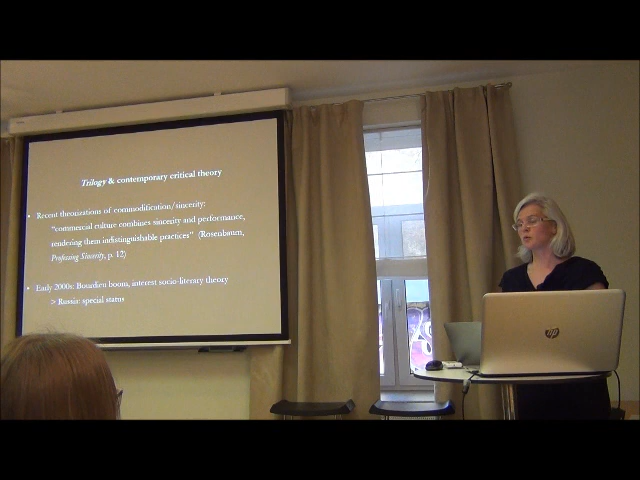 Trilogy & contemporary critical theory
• Recent theorizations of commodification/sincerity:
"commercial culture combines sincerity and performance,
rendering them indistinguishable practices" (Rosenbaum,
Professing Sincerity, p. 12)
• Early 2000s: Bourdieu boom, interest socio-literary theory
> Russia: special status
hp